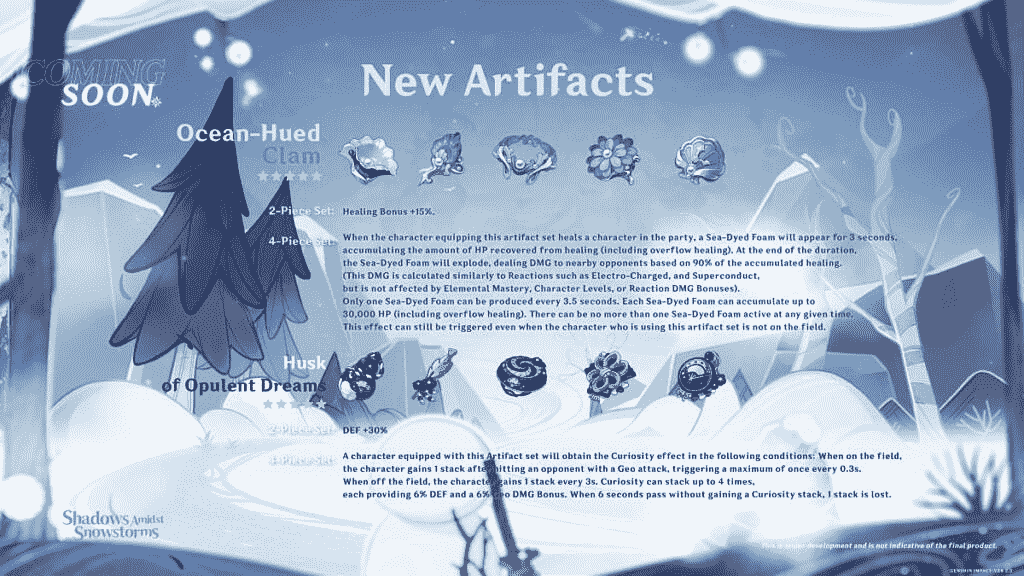 COMING
SOON
New Artifacts
Ocean-Hued
Clam
2-Piece Set: Healing Bonus +15%.
4-Piece Set: When the character equipping this artifact set heals a character in the party, a Sea-Dyed Foam will appear for 3 seconds,
accumulating the amount of HP recovered from healing (including overflow healing). At the end of the duration,
the Sea-Dyed Foam will explode, dealing DMG to nearby opponents based on 90% of the accumulated healing.
(This DMG is calculated similarly to Reactions such as Electro-Charged, and Superconduct,
but is not affected by Elemental Mastery, Character Levels, or Reaction DMG Bonuses).
Only one Sea-Dyed Foam can be produced every 3.5 seconds. Each Sea-Dyed Foam can accumulate up to
30,000 HP (including overflow healing). There can be no more than one Sea-Dyed Foam active at any given time.
This effect can still be triggered even when the character who is using this artifact set is not on the field.
Husk
of Opulent Dreams
2-Piece Set: DEF +30%
4-Piece Set: A character equipped with this Artifact set will obtain the Curiosity effect in the following conditions: When on the field,
the character gains 1 stack after hitting an opponent with a Geo attack, triggering a maximum of once every 0.3s.
When off the field, the character gains 1 stack every 3s. Curiosity can stack up to 4 times,
each providing 6% DEF and a 6% Geo DMG Bonus. When 6 seconds pass without gaining a Curiosity stack, 1 stack is lost.
Shadows Amidst
Snowstorms
This is under development and is not indicative of the final product.
GENSHIN IMPACT VER 2.3